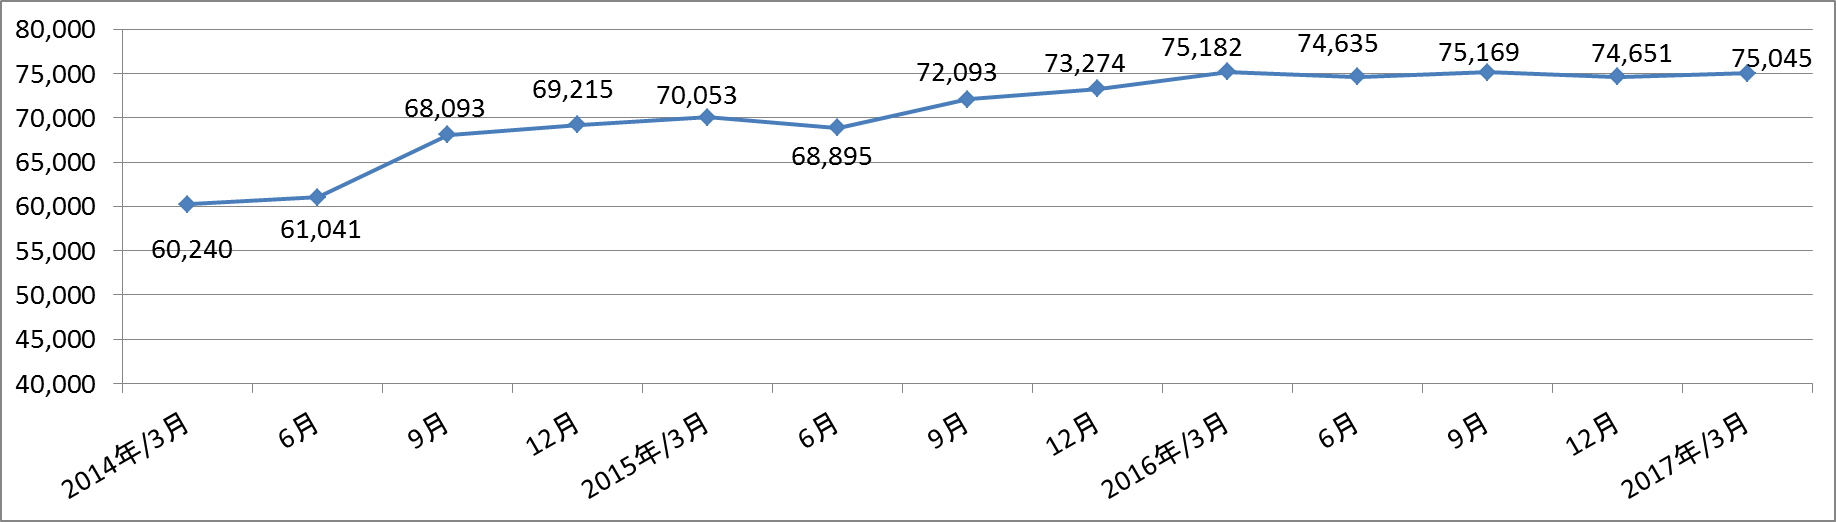 80,000
75,000
70,000
65,000
60,000
55,000
50,000
45,000
40,000
60,240
61,041
68,093
69,215
70,053
68,895
72,093
73,274
75,182
74,635
75,169
74,651
75,045
2014年/3月
6月
9月
12月
2015年/3月
6月
9月
12月
2016年/3月
6月
9月
12月
2017年/3月